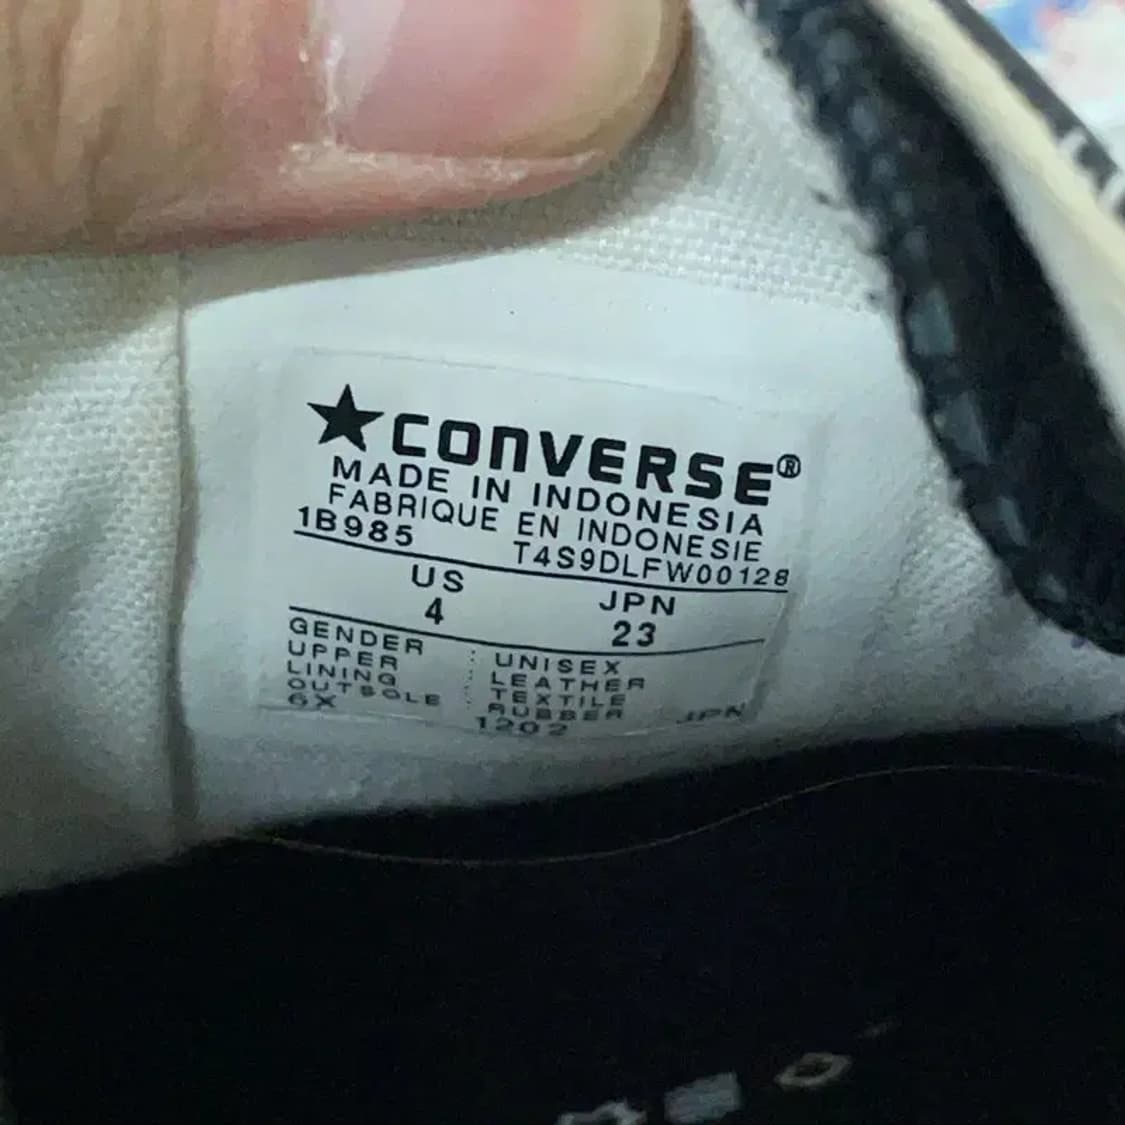 ★CONVERSE®
MADE IN INDONESIA
FABRIQUE EN INDONESIE
1B985 T4S9DLFW00128
US JPN
4 23
GENDER : UNISEX
UPPER : LEATHER
LINING : TEXTILE
OUTSOLE : RUBBER
6X 1202 JPN